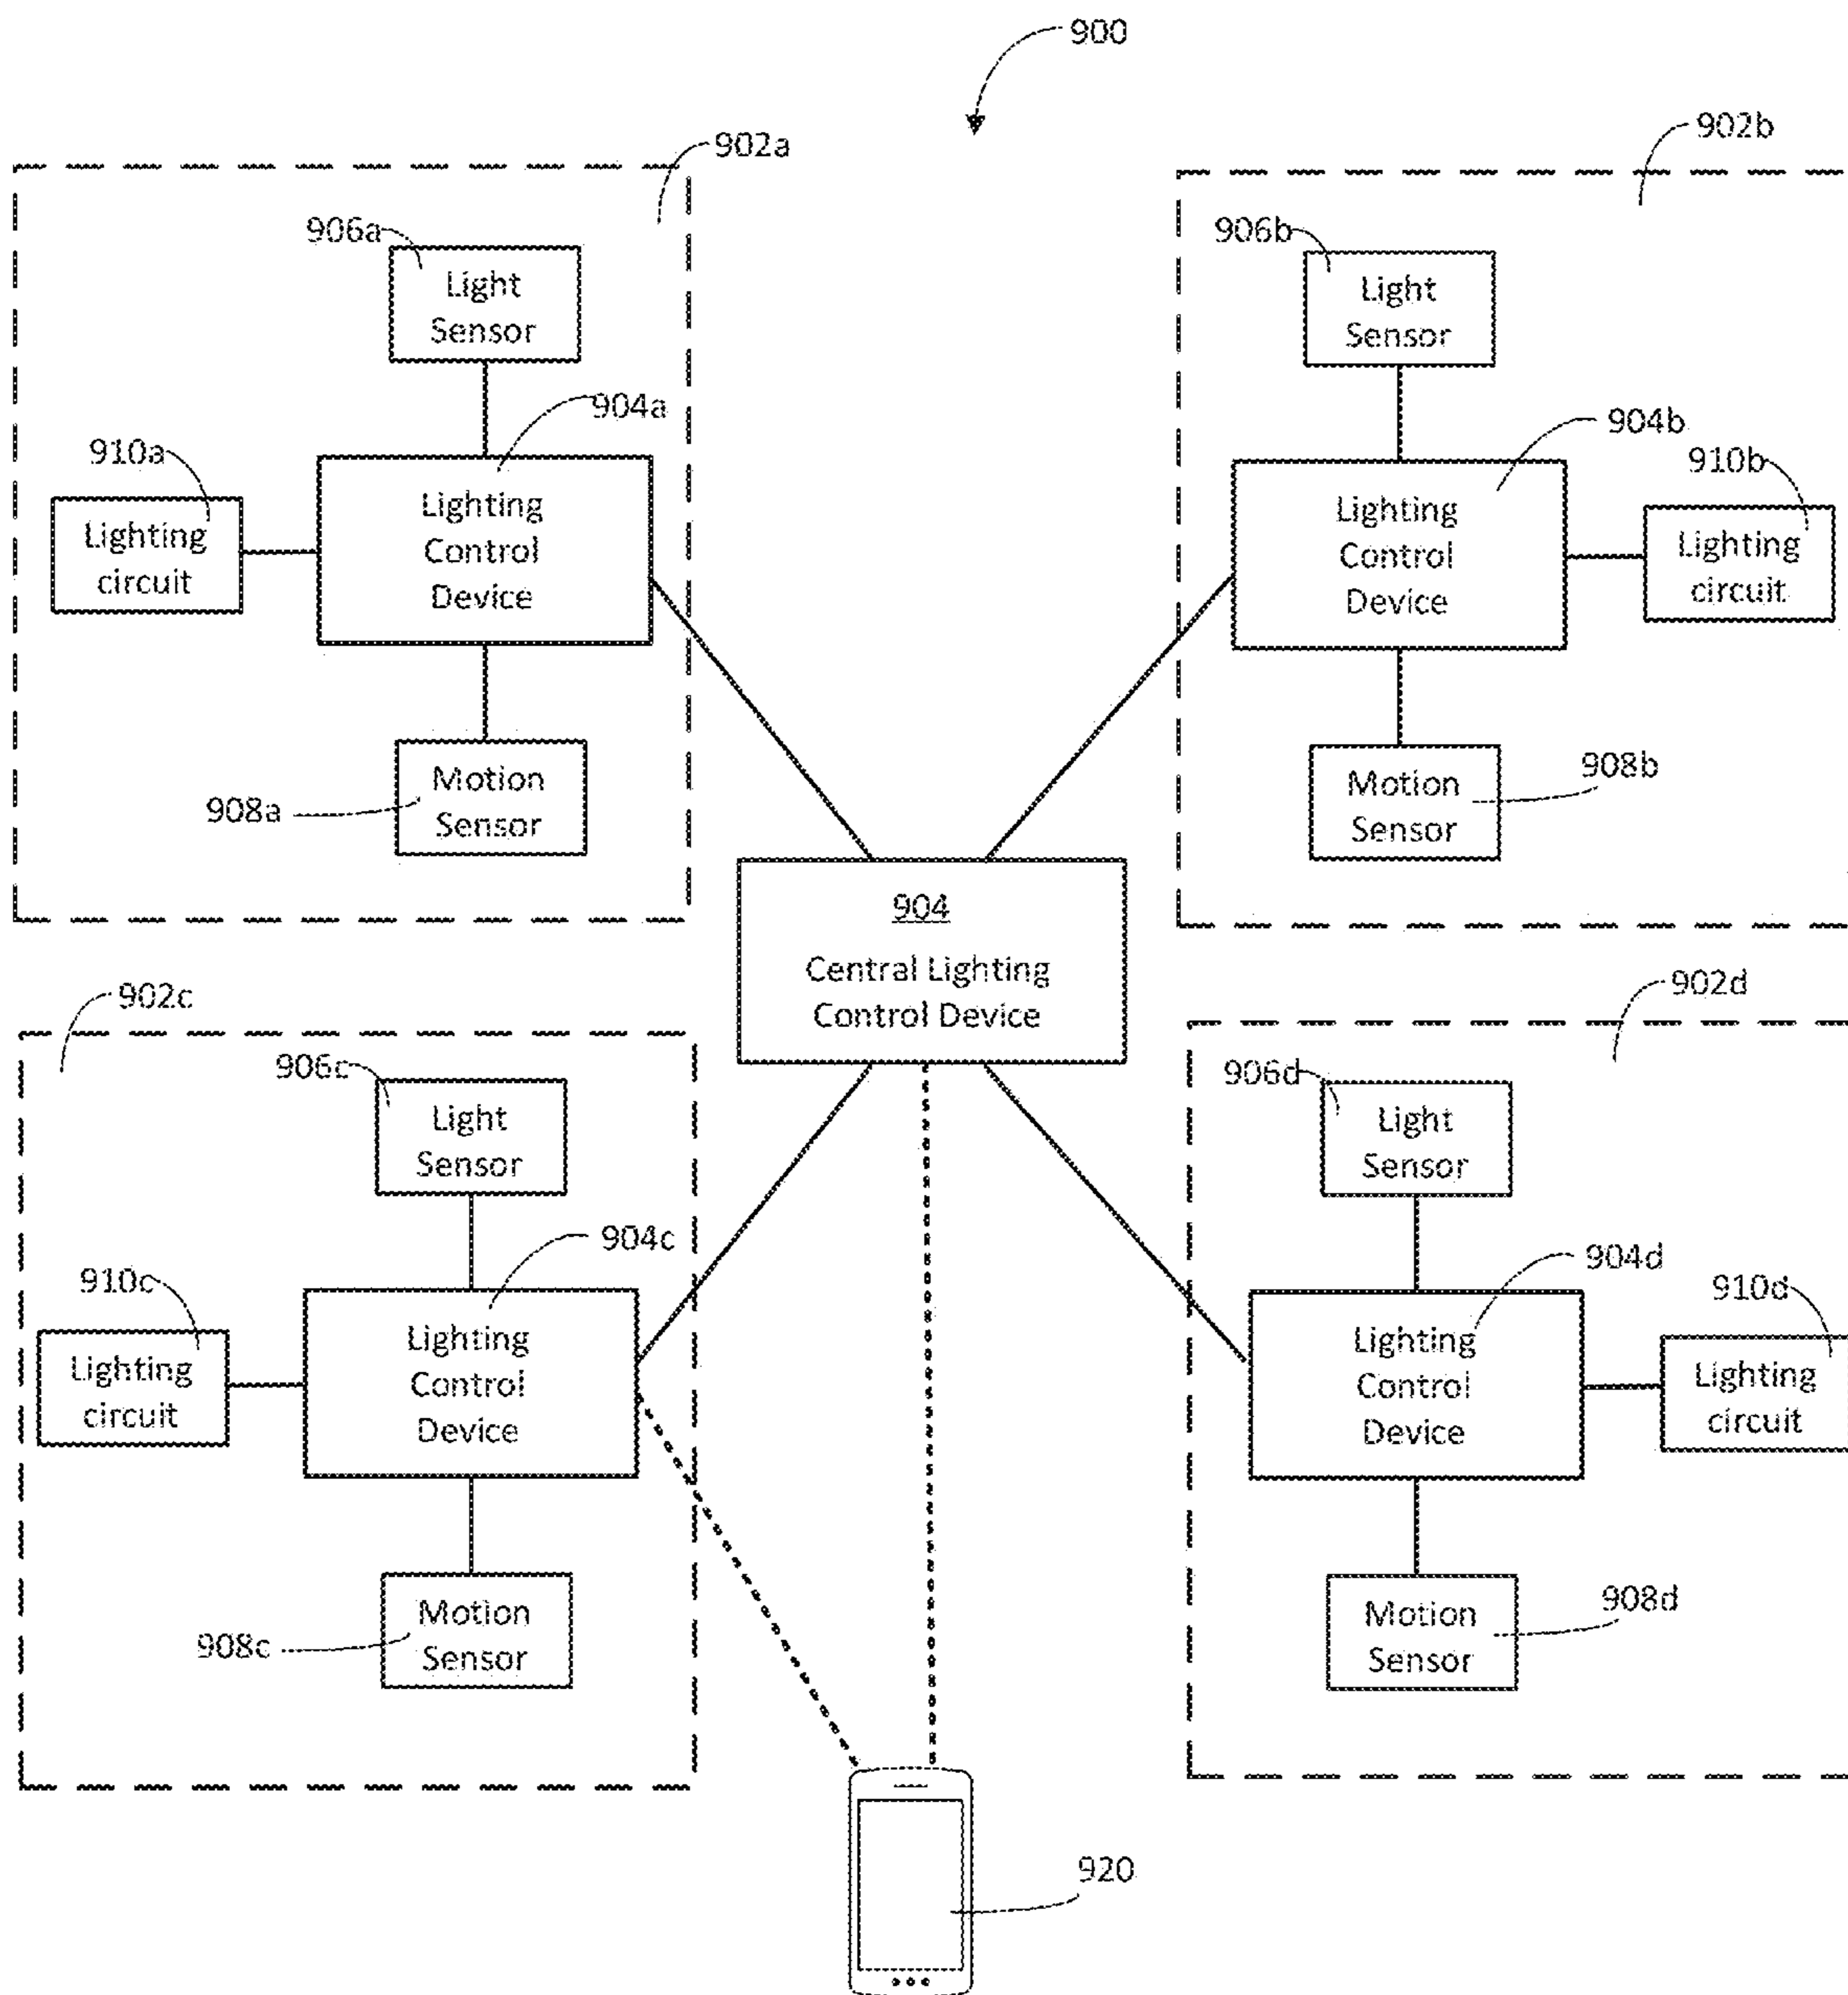 900
902a
902b
906a
Light
Sensor
906b
Light
Sensor
904a
904b
910a
Lighting
circuit
Lighting
Control
Device
Lighting
Control
Device
910b
Lighting
circuit
Motion
Sensor
908a
Motion
Sensor
908b
904
Central Lighting
Control Device
902c
902d
906c
Light
Sensor
906d
Light
Sensor
904c
904d
910c
Lighting
circuit
Lighting
Control
Device
Lighting
Control
Device
910d
Lighting
circuit
Motion
Sensor
908c
Motion
Sensor
908d
920